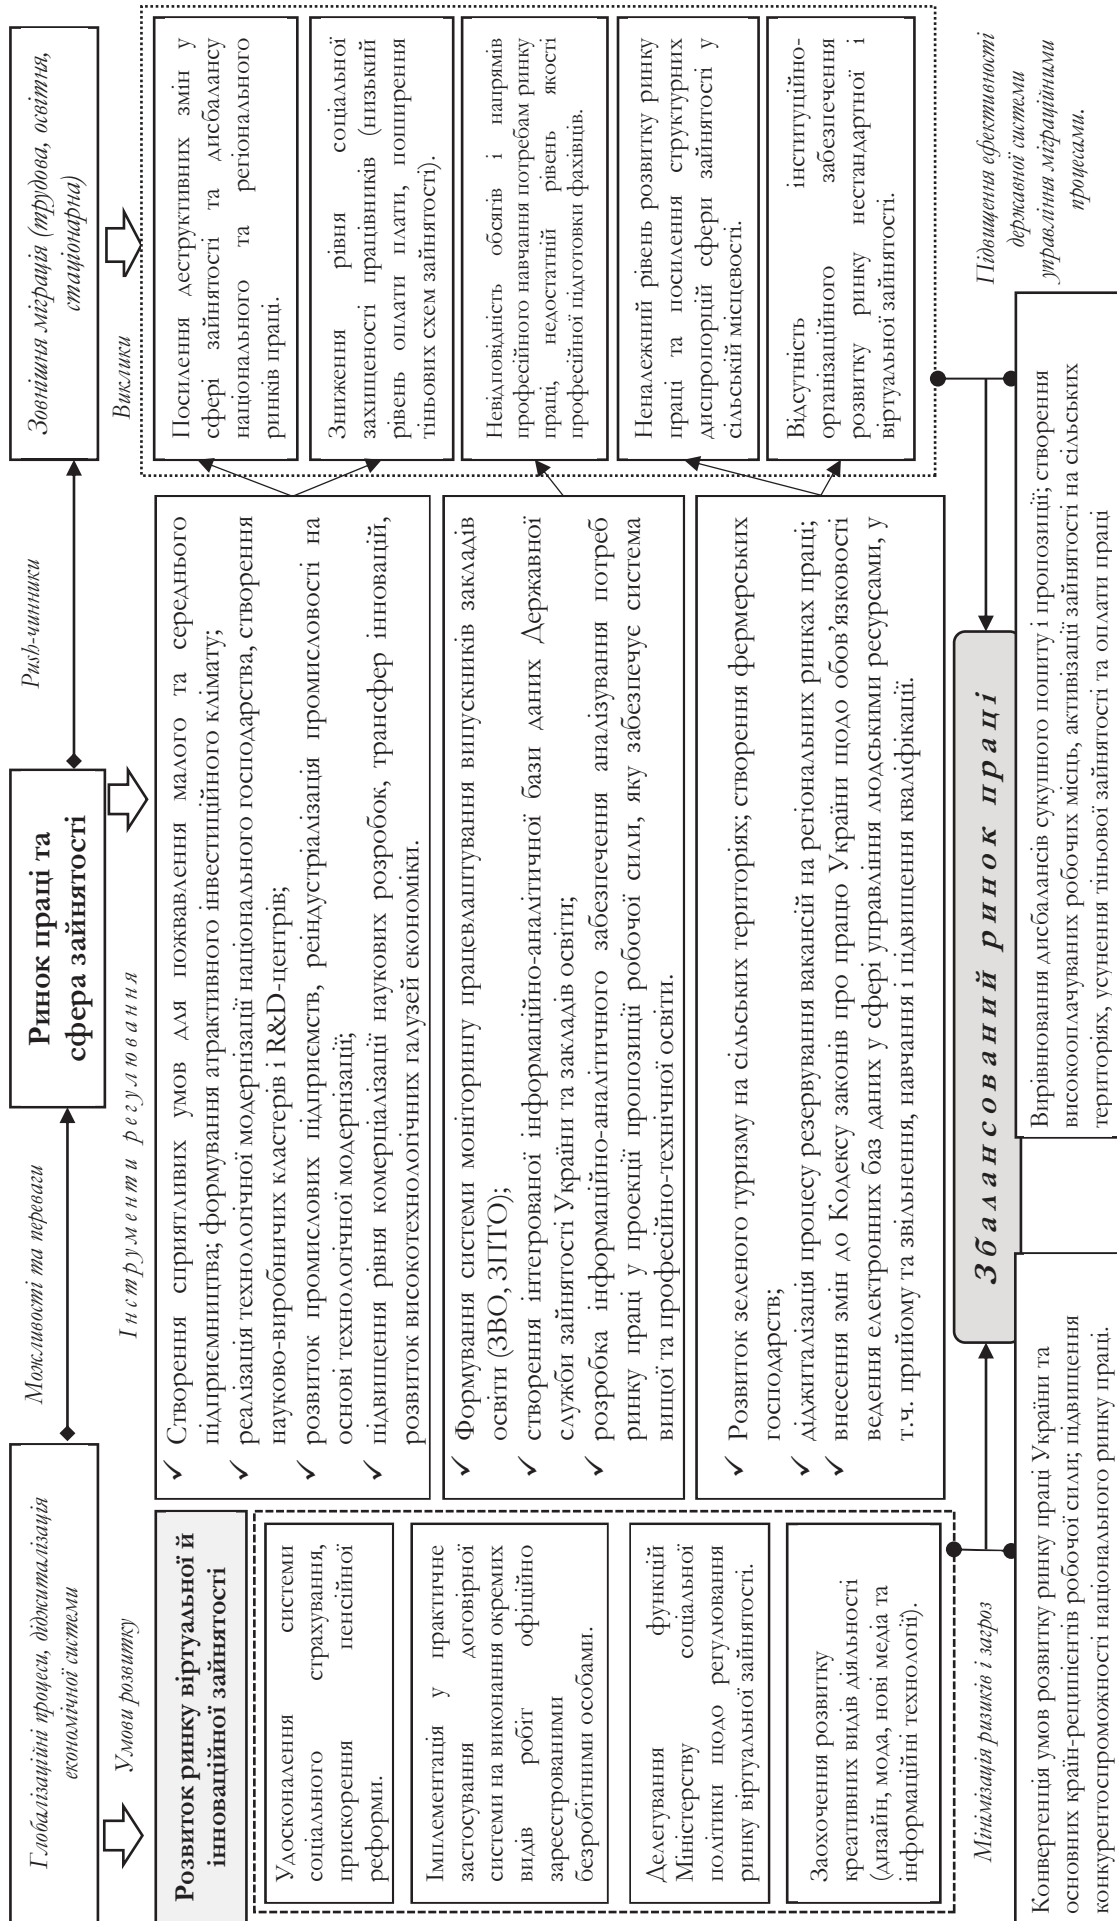 Глобалізаційні процеси, діджиталізація
економічної системи
Можливості та переваги
Ринок праці та
сфера зайнятості
Push-чинники
Зовнішня міграція (трудова, освітня,
стаціонарна)
Умови розвитку
Інструменти регулювання
Виклики
Розвиток ринку віртуальної й
інноваційної зайнятості
Удосконалення системи
соціального страхування,
прискорення пенсійної
реформи.
Імплементація у практичне
застосування договірної
системи на виконання окремих
видів робіт офіційно
зареєстрованими
безробітними особами.
Делегування функцій
Міністерству соціальної
політики щодо регулювання
ринку віртуальної зайнятості.
Заохочення розвитку
креативних видів діяльності
(дизайн, мода, нові медіа та
інформаційні технології).
✓ Створення сприятливих умов для пожвавлення малого та середнього
підприємництва; формування атрактивного інвестиційного клімату;
✓ реалізація технологічної модернізації національного господарства, створення
науково-виробничих кластерів і R&D-центрів;
✓ розвиток промислових підприємств, реіндустріалізація промисловості на
основі технологічної модернізації;
✓ підвищення рівня комерціалізації наукових розробок, трансфер інновацій,
розвиток високотехнологічних галузей економіки.
✓ Формування системи моніторингу працевлаштування випускників закладів
освіти (ЗВО, ЗПТО);
✓ створення інтегрованої інформаційно-аналітичної бази даних Державної
служби зайнятості України та закладів освіти;
✓ розробка інформаційно-аналітичного забезпечення аналізування потреб
ринку праці у проекції пропозиції робочої сили, яку забезпечує система
вищої та професійно-технічної освіти.
✓ Розвиток зеленого туризму на сільських територіях; створення фермерських
господарств;
✓ діджиталізація процесу резервування вакансій на регіональних ринках праці;
✓ внесення змін до Кодексу законів про працю України щодо обов’язковості
ведення електронних баз даних у сфері управління людськими ресурсами, у
т.ч. прийому та звільнення, навчання і підвищення кваліфікації.
Посилення деструктивних змін у
сфері зайнятості та дисбалансу
національного та регіонального
ринків праці.
Зниження рівня соціальної
захищеності працівників (низький
рівень оплати плати, поширення
тіньових схем зайнятості).
Невідповідність обсягів і напрямів
професійного навчання потребам ринку
праці, недостатній рівень якості
професійної підготовки фахівців.
Неналежний рівень розвитку ринку
праці та посилення структурних
диспропорцій сфери зайнятості у
сільській місцевості.
Відсутність інституційно-
організаційного забезпечення
розвитку ринку нестандартної і
віртуальної зайнятості.
Мінімізація ризиків і загроз
Збалансований ринок праці
Підвищення ефективності
державної системи
управління міграційними
процесами.
Конвергенція умов розвитку ринку праці України та
основних країн-реципієнтів робочої сили; підвищення
конкурентоспроможності національного ринку праці.
Вирівнювання дисбалансів сукупного попиту і пропозиції; створення
високооплачуваних робочих місць, активізації зайнятості на сільських
територіях, усунення тіньової зайнятості та оплати праці